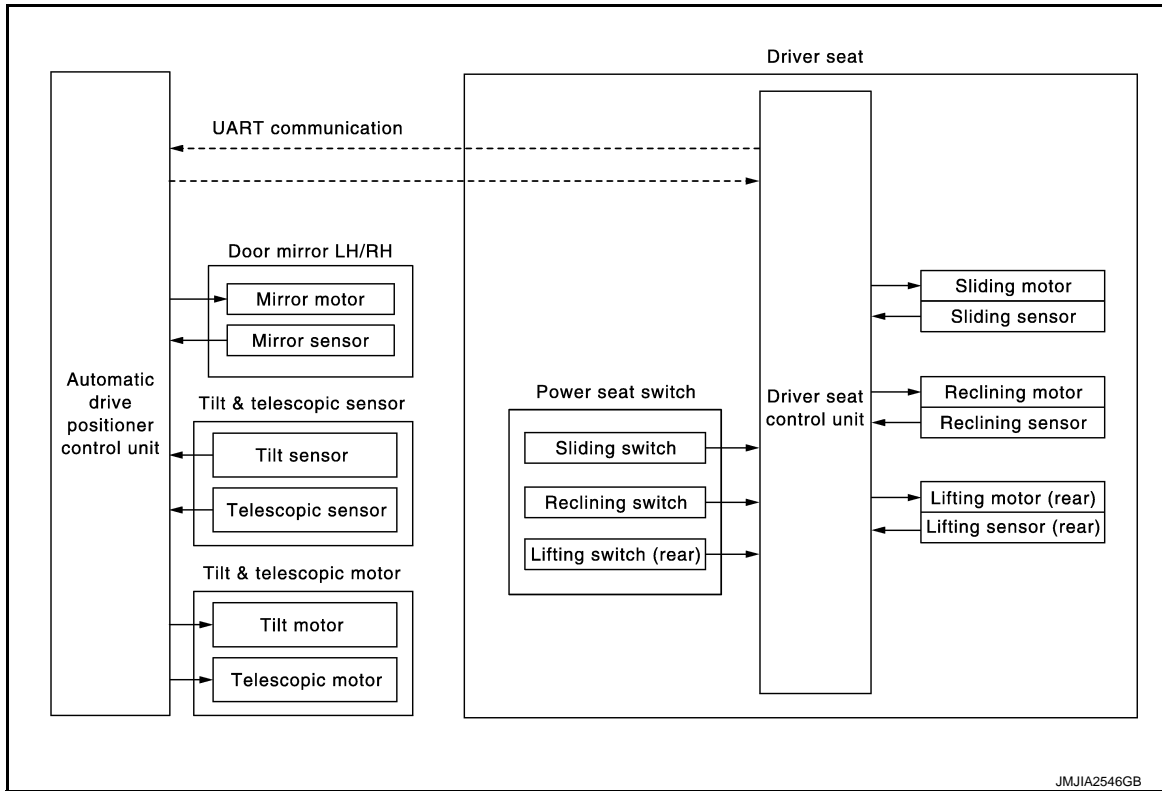 Driver seat
UART communication
Door mirror LH/RH
Mirror motor
Mirror sensor
Automatic
drive
positioner
control unit
Tilt & telescopic sensor
Tilt sensor
Telescopic sensor
Tilt & telescopic motor
Tilt motor
Telescopic motor
Power seat switch
Sliding switch
Reclining switch
Lifting switch (rear)
Driver seat
control unit
Sliding motor
Sliding sensor
Reclining motor
Reclining sensor
Lifting motor (rear)
Lifting sensor (rear)
JMJIA2546GB